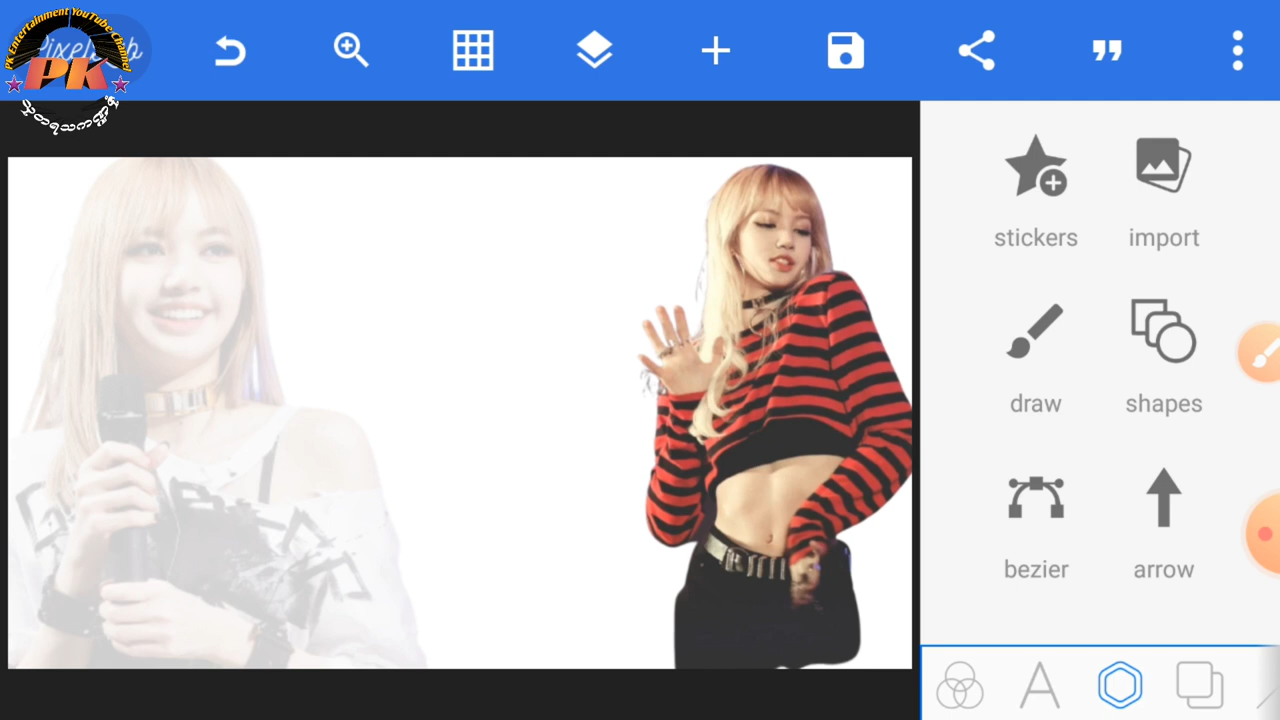 PK Entertainment YouTube Channel
PixelLab
PK
stickers
import
draw
shapes
bezier
arrow
A